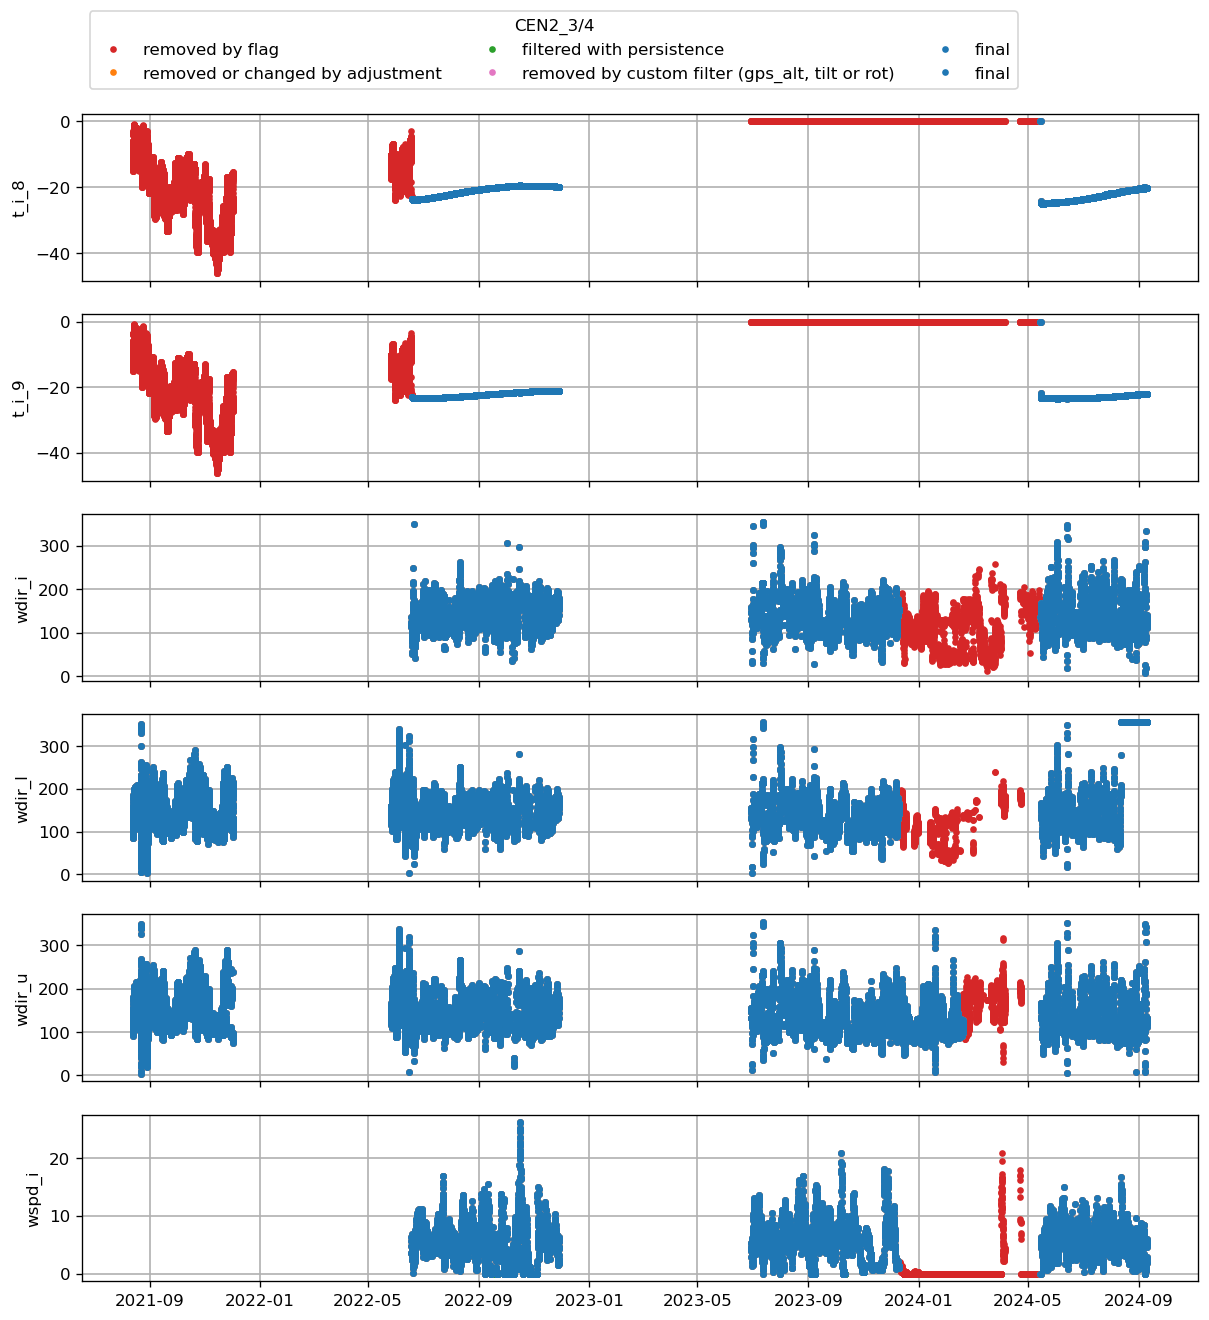 CEN2_3/4
removed by flag
filtered with persistence
final
removed or changed by adjustment
removed by custom filter (gps_alt, tilt or rot)
final
0
−20
−40
t_i_8
0
−20
−40
t_i_9
300
200
100
0
wdir_i
300
200
100
0
wdir_l
300
200
100
0
wdir_u
20
10
0
wspd_i
2021-09 2022-01 2022-05 2022-09 2023-01 2023-05 2023-09 2024-01 2024-05 2024-09